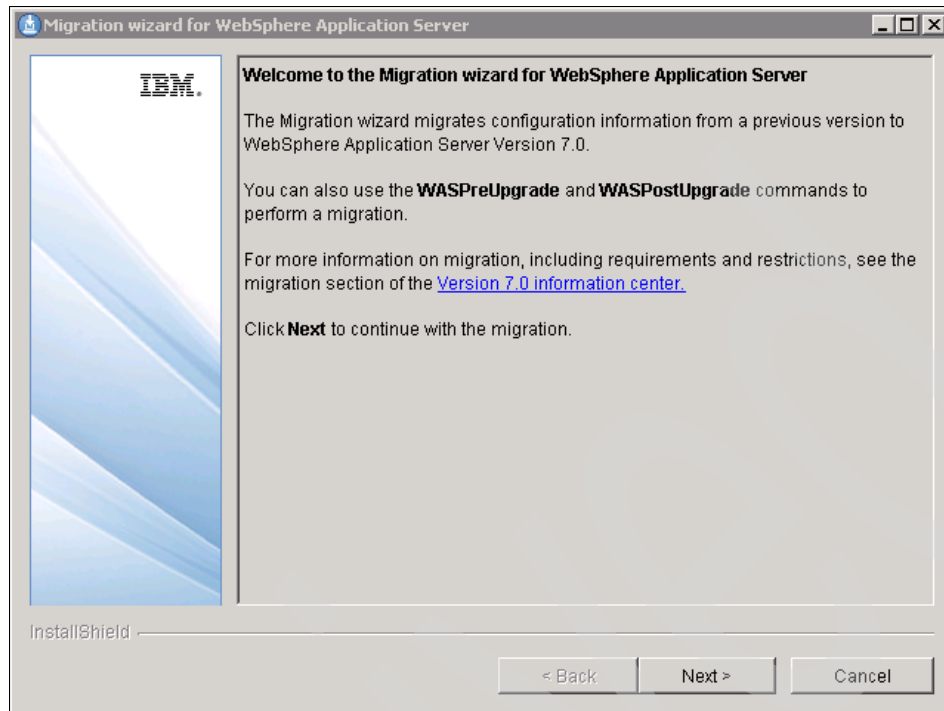 Migration wizard for WebSphere Application Server
IBM.
Welcome to the Migration wizard for WebSphere Application Server
The Migration wizard migrates configuration information from a previous version to
WebSphere Application Server Version 7.0.
You can also use the WASPreUpgrade and WASPostUpgrade commands to
perform a migration.
For more information on migration, including requirements and restrictions, see the
migration section of the Version 7.0 information center.
Click Next to continue with the migration.
InstallShield
< Back
Next >
Cancel